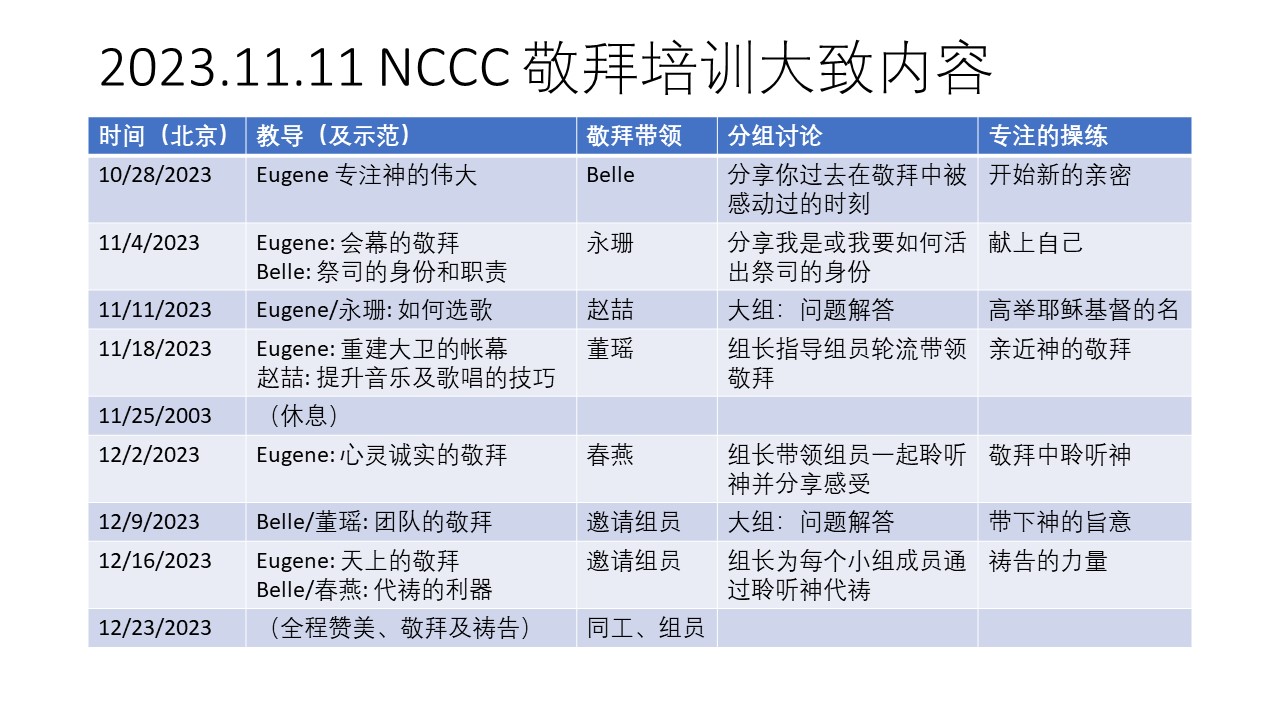 2023.11.11 NCCC 敬拜培训大致内容
时间（北京） 教导（及示范） 敬拜带领 分组讨论 专注的操练
10/28/2023 Eugene 专注神的伟大 Belle 分享你过去在敬拜中被 开始新的亲密
感动过的时刻
11/4/2023 Eugene: 会幕的敬拜 永珊 分享我是或我要如何活 献上自己
Belle: 祭司的身份和职责 出祭司的身份
11/11/2023 Eugene/永珊: 如何选歌 赵喆 大组：问题解答 高举耶稣基督的名
11/18/2023 Eugene: 重建大卫的帐幕 董瑶 组长指导组员轮流带领 亲近神的敬拜
赵喆: 提升音乐及歌唱的技巧 敬拜
11/25/2003 （休息）
12/2/2023 Eugene: 心灵诚实的敬拜 春燕 组长带领组员一起聆听 敬拜中聆听神
神并分享感受
12/9/2023 Belle/董瑶: 团队的敬拜 邀请组员 大组：问题解答 带下神的旨意
12/16/2023 Eugene: 天上的敬拜 邀请组员 组长为每个小组成员通 祷告的力量
Belle/春燕: 代祷的利器 过聆听神代祷
12/23/2023 （全程赞美、敬拜及祷告） 同工、组员